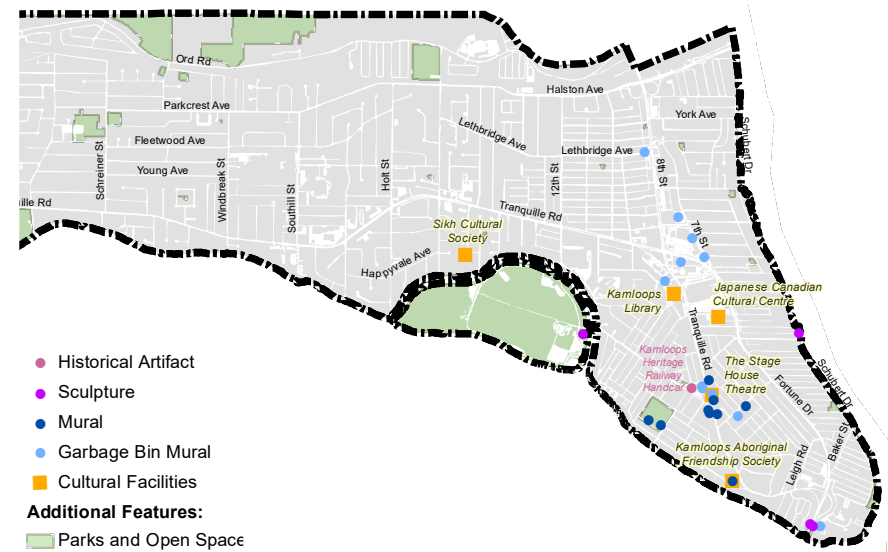 Ord Rd
Halston Ave
Parkcrest Ave
York Ave
Lethbridge Ave
Schubert Dr
Fleetwood Ave
Lethbridge Ave
8th St
Schreiner St
Young Ave
Windbreak St
Southill St
Holt St
12th St
ille Rd
Tranquille Rd
Sikh Cultural
Society
7th St
Happyvale Ave
Kamloops
Library
Japanese Canadian
Cultural Centre
Tranquille Rd
Kamloops
Heritage
Railway
Handcar
The Stage
House
Theatre
Schubert Dr
Fortune Dr
Baker St
Leigh Rd
Kamloops Aboriginal
Friendship Society
Historical Artifact
Sculpture
Mural
Garbage Bin Mural
Cultural Facilities
Additional Features:
Parks and Open Space